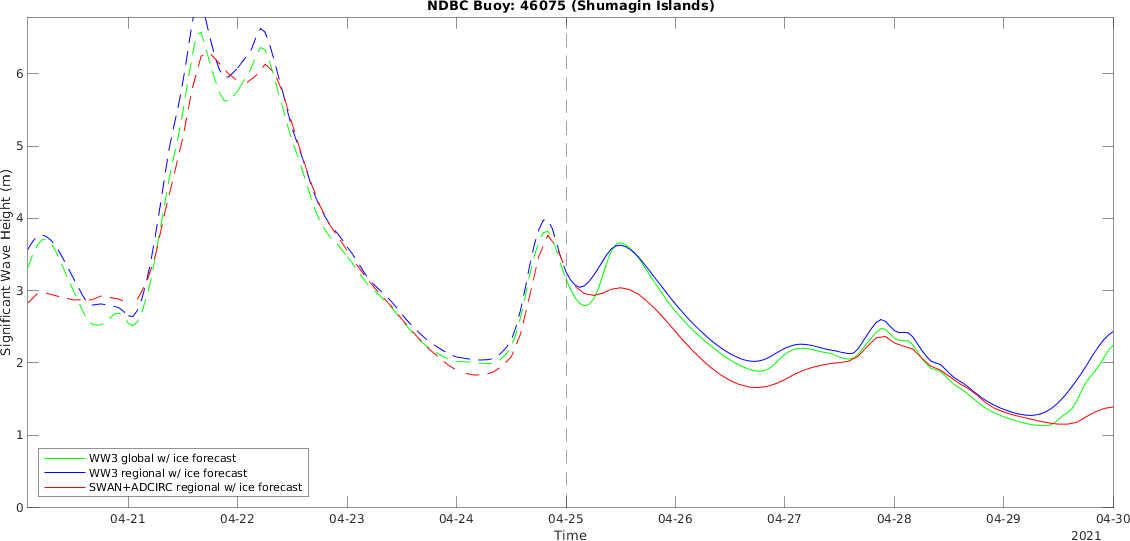 NDBC Buoy: 46075 (Shumagin Islands)
Significant Wave Height (m)
6
5
4
3
2
1
0
WW3 global w/ ice forecast
WW3 regional w/ ice forecast
SWAN+ADCIRC regional w/ ice forecast
04-21 04-22 04-23 04-24 04-25 04-26 04-27 04-28 04-29 04-30
Time
2021